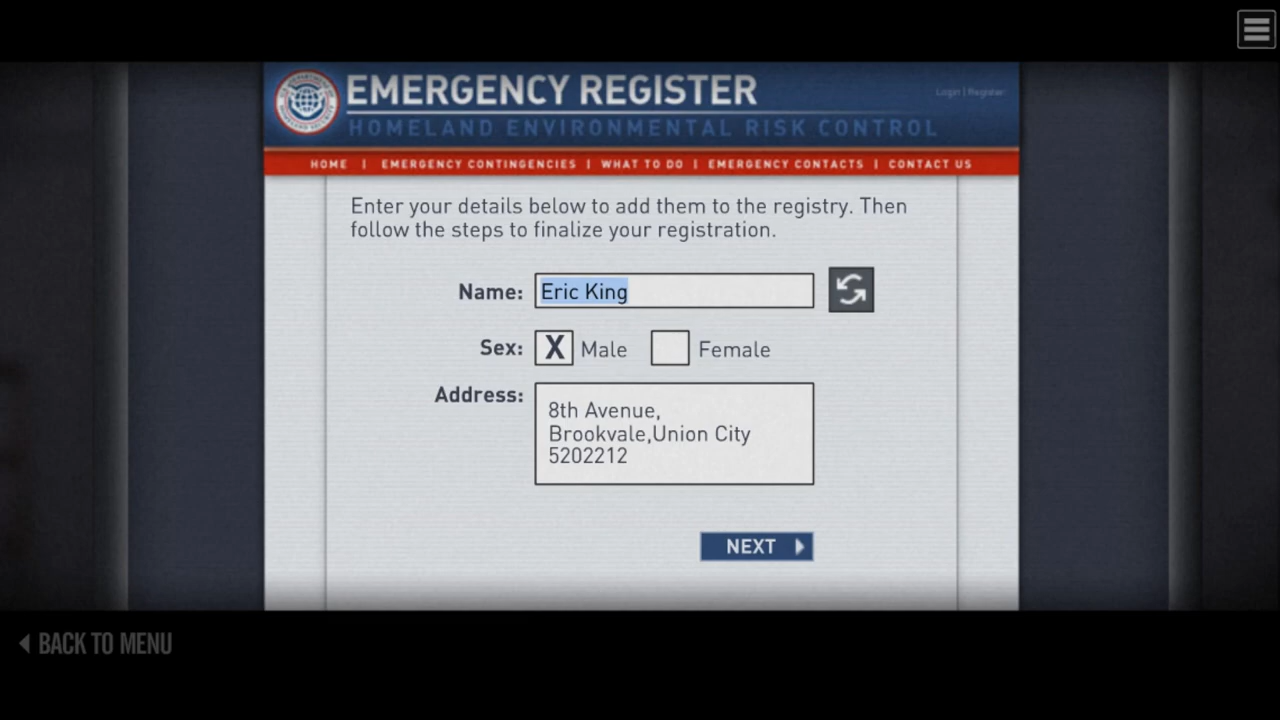 EMERGENCY REGISTER
Login | Register
HOMELAND ENVIRONMENTAL RISK CONTROL
HOME | EMERGENCY CONTINGENCIES | WHAT TO DO | EMERGENCY CONTACTS | CONTACT US
Enter your details below to add them to the registry. Then
follow the steps to finalize your registration.
Name: Eric King
Sex: X Male Female
Address: 8th Avenue,
Brookvale,Union City
5202212
NEXT
BACK TO MENU